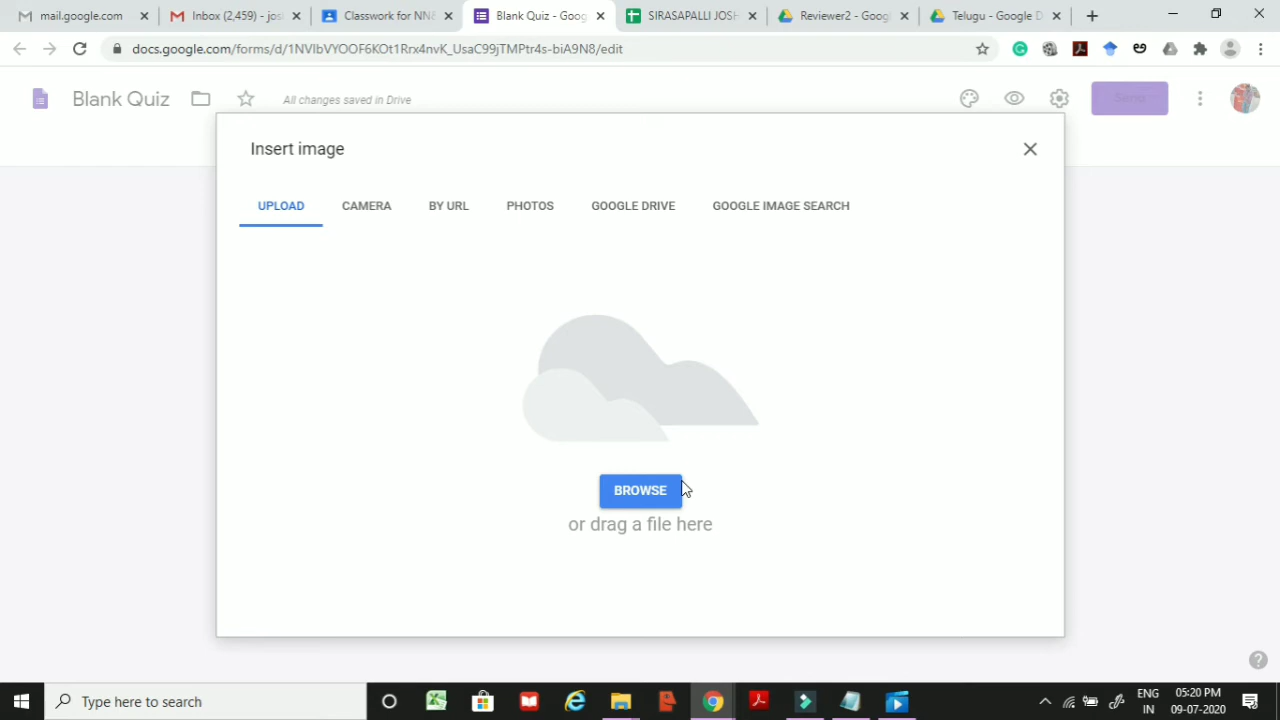 mail.google.com
Inbox (2,459) - jos
Classwork for NN8
Blank Quiz - Goog
SIRASAPALLI JOSH
Reviewer2 - Googl
Telugu - Google D
docs.google.com/forms/d/1NVIbVYOOF6KOt1Rrx4nvK_UsaC99jTMPtr4s-biA9N8/edit
Blank Quiz
All changes saved in Drive
Send
Insert image
UPLOAD
CAMERA
BY URL
PHOTOS
GOOGLE DRIVE
GOOGLE IMAGE SEARCH
BROWSE
or drag a file here
Type here to search
ENG
IN
05:20 PM
09-07-2020